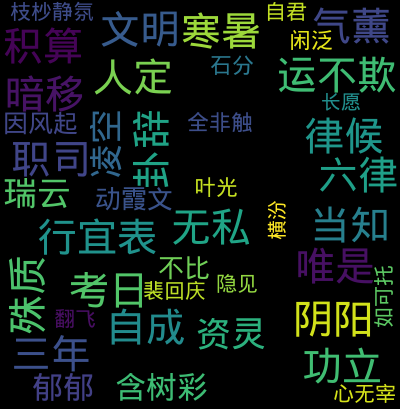 枝杪静氛
文明
寒暑
自君
气薰
积算
闲泛
人定
石分
运不欺
暗移
长愿
因风起
凌空
卦辞
全非触
律候
职司
六律
瑞云
动霞文
叶光
横汾
当知
行宜表
无私
唯是
殊质
不比
考日
裴回庆
隐见
如可托
翻飞
自成
资灵
阴阳
三年
功立
郁郁
含树彩
心无宰